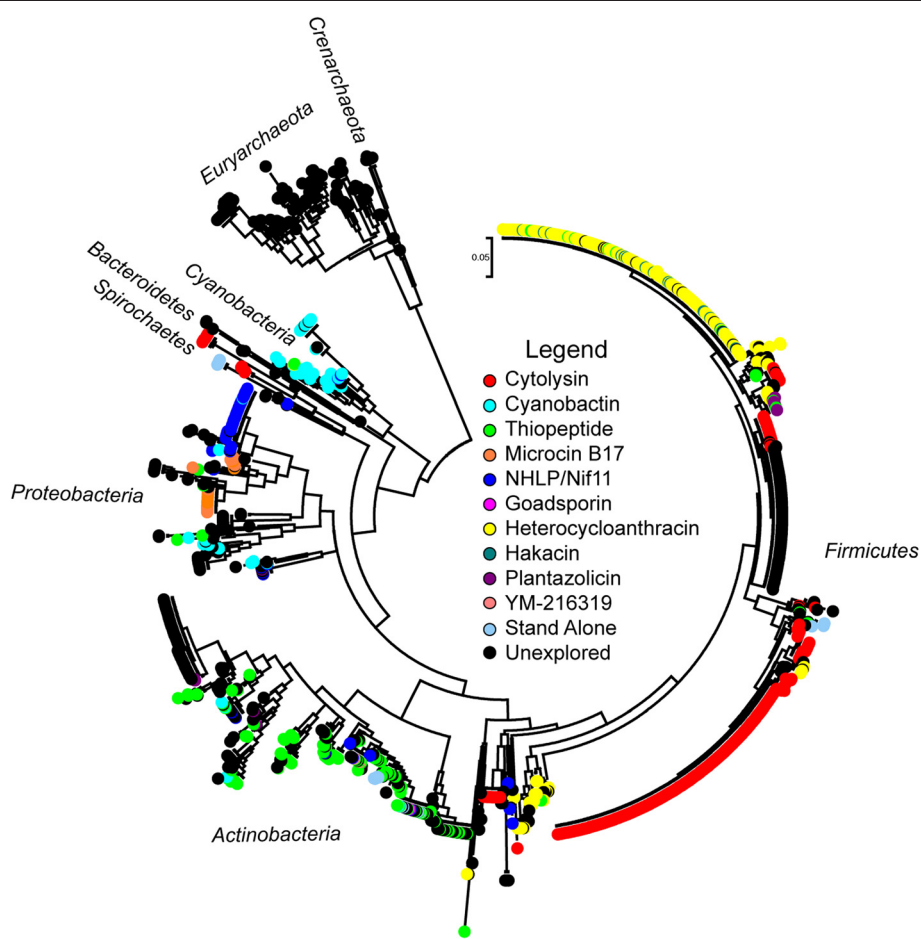 Crenarchaeota
Euryarchaeota
Bacteroidetes
Cyanobacteria
Spirochaetes
0.05
Legend
Cytolysin
Cyanobactin
Thiopeptide
Microcin B17
NHLP/Nif11
Goadsporin
Heterocycloanthracin
Hakacin
Plantazolicin
YM-216319
Stand Alone
Unexplored
Proteobacteria
Firmicutes
Actinobacteria